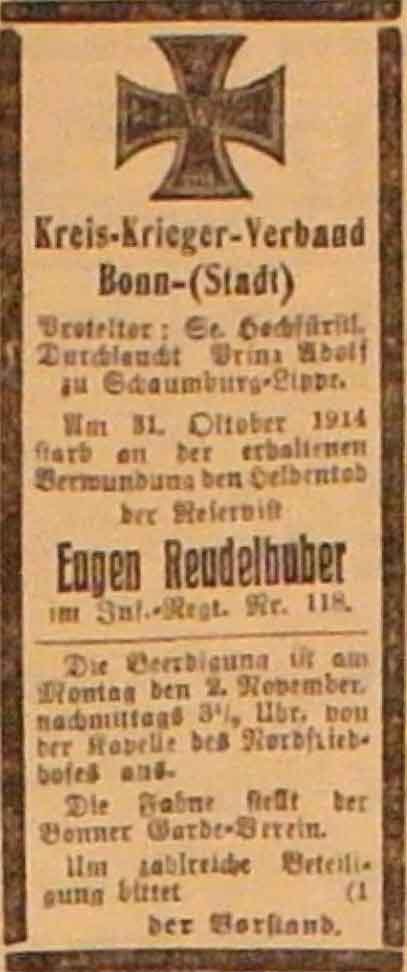 Kreis-Krieger-Verband
Bonn-(Stadt)
Protektor: Se. Hochfürstl.
Durchlaucht Prinz Adolf
zu Schaumburg-Lippe.
Am 31. Oktober 1914
starb an der erhaltenen
Verwundung den Heldentod
der Reservist
Eugen Reudelhuber
im Inf.-Regt. Nr. 118.
Die Beerdigung ist am
Montag den 2. November,
nachmittags Uhr, von
der Kapelle des Nordfried-
hofes aus.
Die Fahne stellt der
Bonner Garde-Verein.
Um zahlreiche Beteili-
gung bittet (1
der Vorstand.